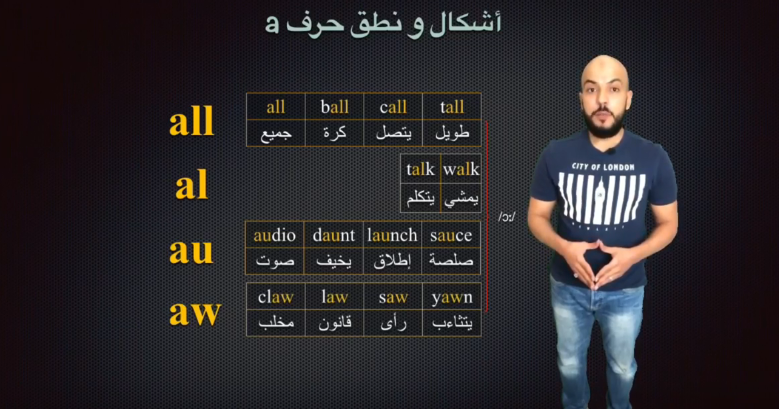 أشكال و نطق حرف a
all
all ball call tall
جميع كرة يتصل طويل
al
talk walk
يتكلم يمشي
au
audio daunt launch sauce
صوت يخيف إطلاق صلصة
/ɔ:/
aw
claw law saw yawn
مخلب قانون رأى يتثاءب
CITY OF LONDON